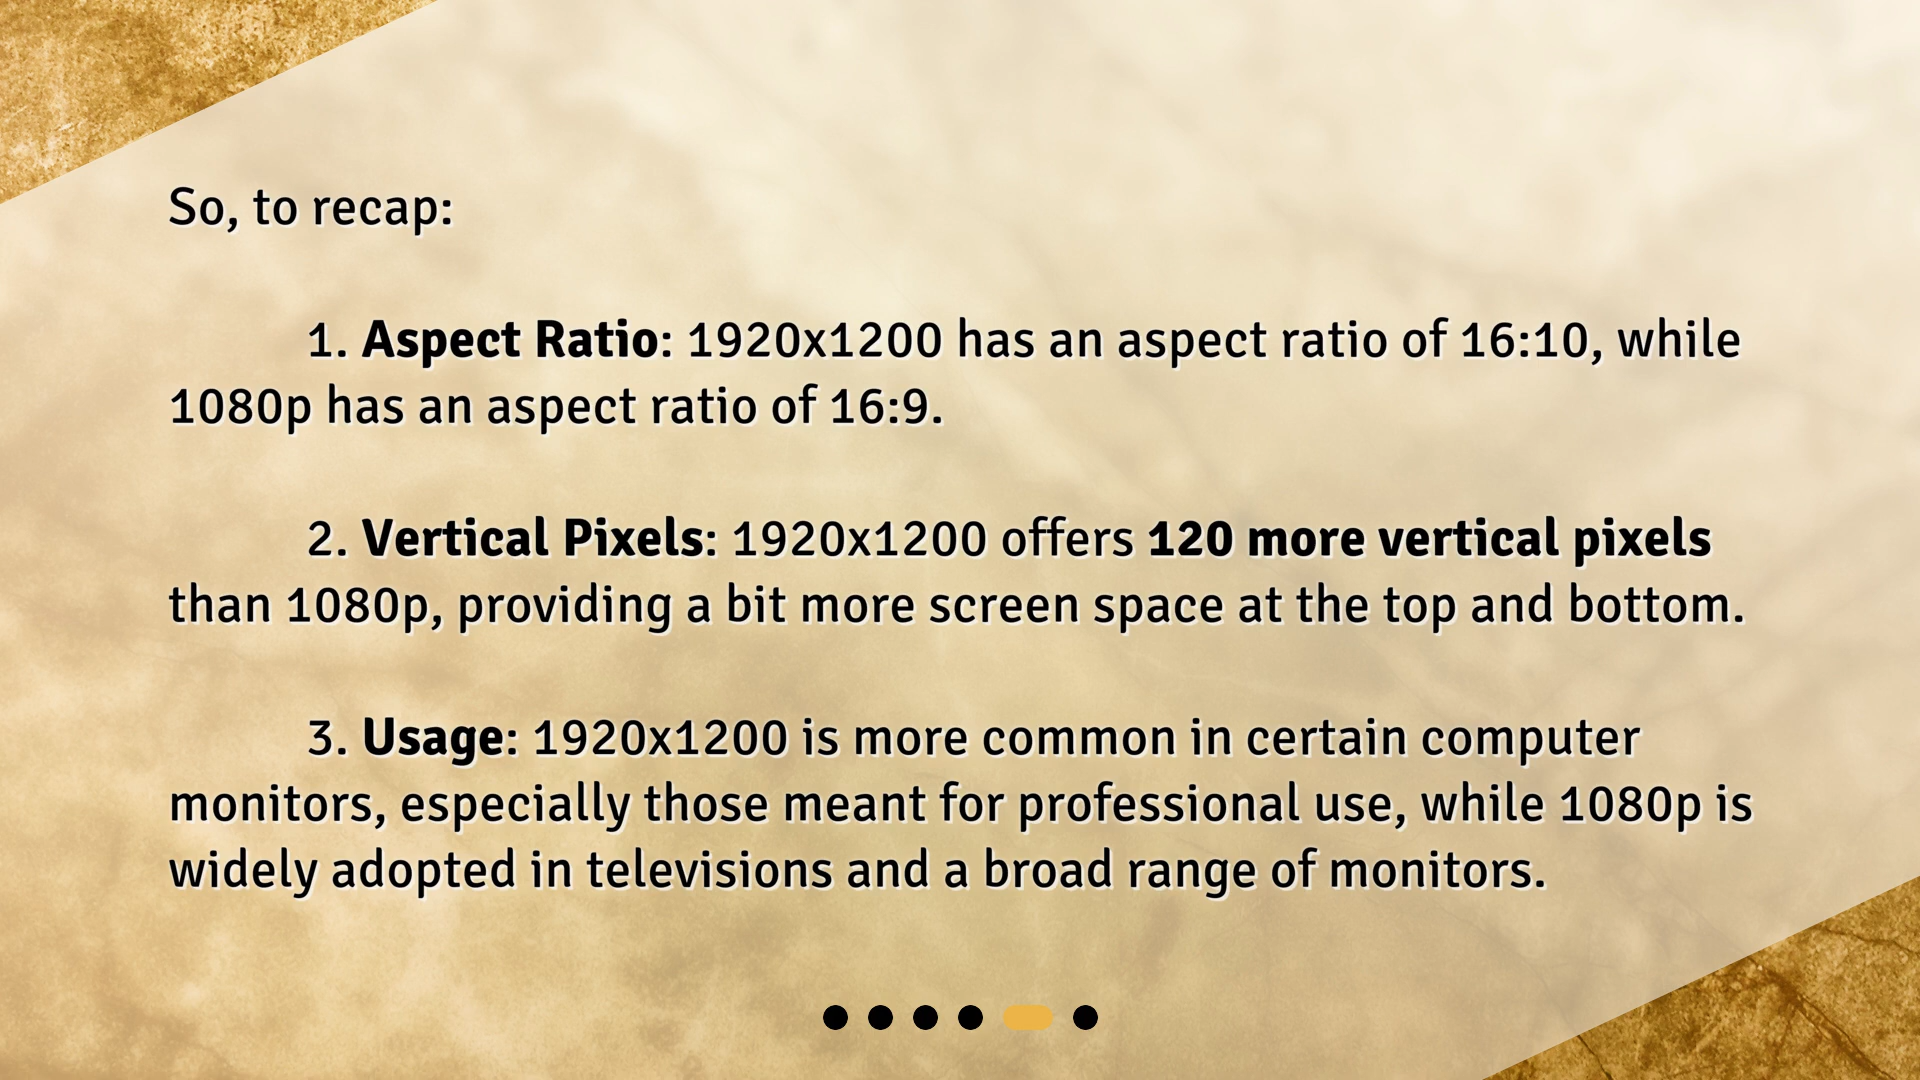 So, to recap:
1. Aspect Ratio: 1920x1200 has an aspect ratio of 16:10, while
1080p has an aspect ratio of 16:9.
2. Vertical Pixels: 1920x1200 offers 120 more vertical pixels
than 1080p, providing a bit more screen space at the top and bottom.
3. Usage: 1920x1200 is more common in certain computer
monitors, especially those meant for professional use, while 1080p is
widely adopted in televisions and a broad range of monitors.